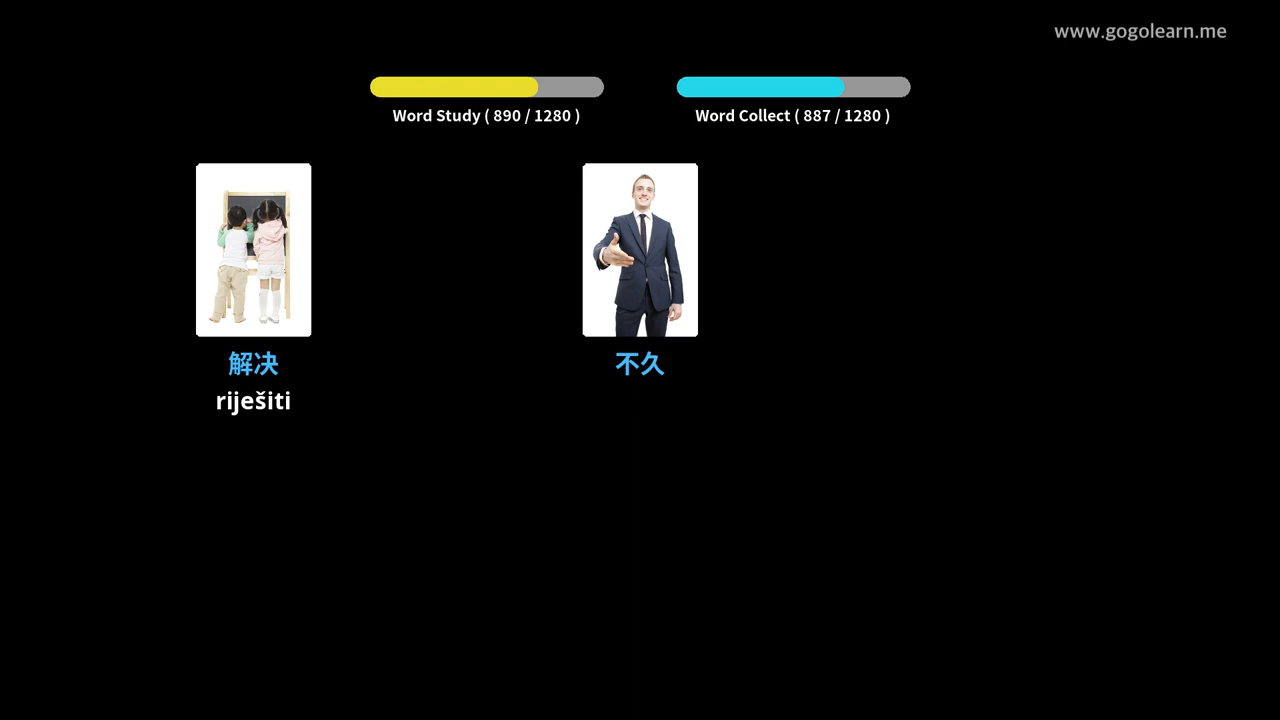 www.gogolearn.me
Word Study ( 890 / 1280 )
Word Collect ( 887 / 1280 )
解决
不久
riješiti